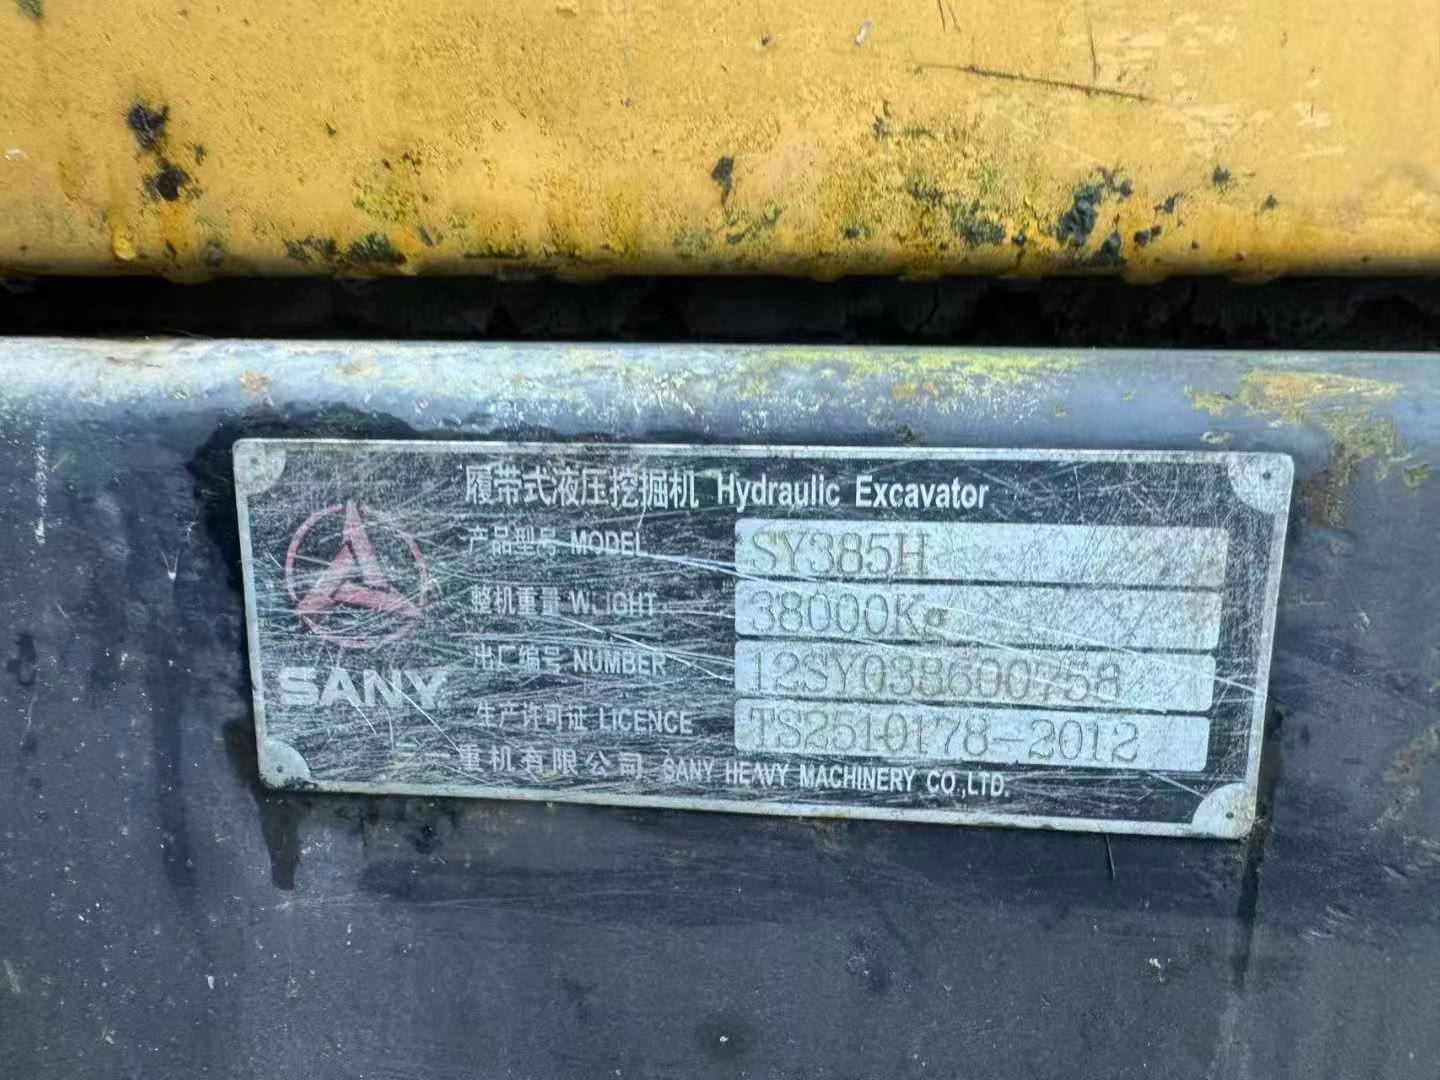 履带式液压挖掘机 Hydraulic Excavator
产品型号 MODEL SY385H
整机重量 WEIGHT 38000Kg
出厂编号 NUMBER 12SY038600758
生产许可证 LICENCE TS2510178-2012
SANY
三一重机有限公司 SANY HEAVY MACHINERY CO.,LTD.